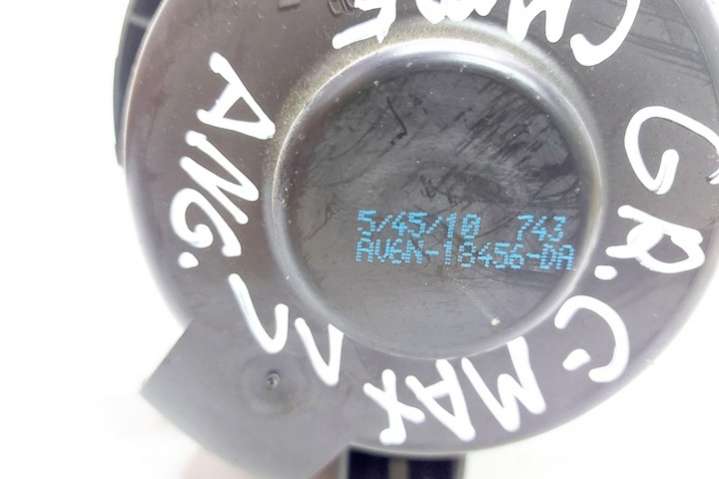 5/45/10 743
AV6N-18456-DA
GR. C-MAX
ANG.